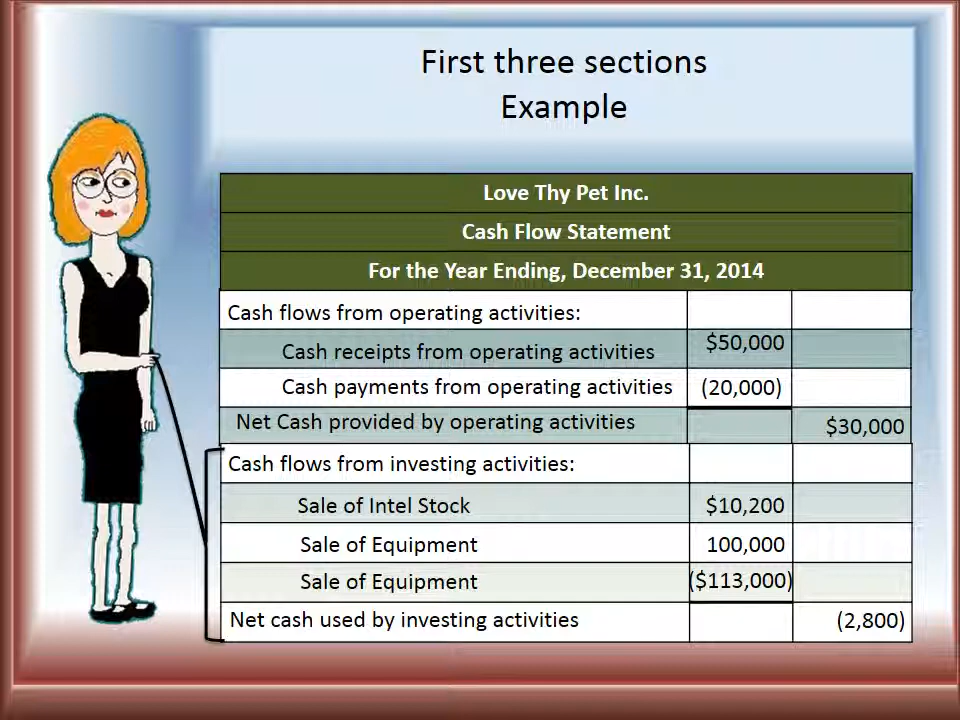 First three sections
Example
Love Thy Pet Inc.
Cash Flow Statement
For the Year Ending, December 31, 2014
Cash flows from operating activities:
Cash receipts from operating activities $50,000
Cash payments from operating activities (20,000)
Net Cash provided by operating activities $30,000
Cash flows from investing activities:
Sale of Intel Stock $10,200
Sale of Equipment 100,000
Sale of Equipment ($113,000)
Net cash used by investing activities (2,800)